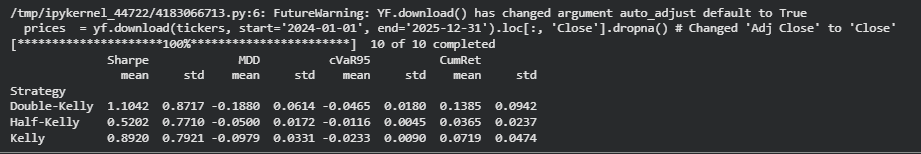 /tmp/ipykernel_44722/4183066713.py:6: FutureWarning: YF.download() has changed argument auto_adjust default to True
  prices  = yf.download(tickers, start='2024-01-01', end='2025-12-31').loc[:, 'Close'].dropna() # Changed 'Adj Close' to 'Close'
[*********************100%***********************]  10 of 10 completed
Sharpe MDD cVaR95 CumRet
mean std mean std mean std mean std
Strategy
Double-Kelly 1.1042 0.8717 -0.1880 0.0614 -0.0465 0.0180 0.1385 0.0942
Half-Kelly 0.5202 0.7710 -0.0500 0.0172 -0.0116 0.0045 0.0365 0.0237
Kelly 0.8920 0.7921 -0.0979 0.0331 -0.0233 0.0090 0.0719 0.0474